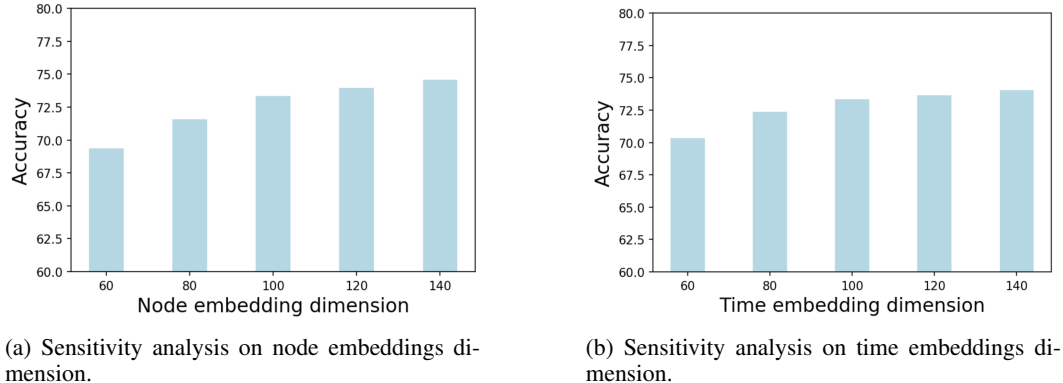 80.0
77.5
75.0
72.5
70.0
67.5
65.0
62.5
60.0
Accuracy
60 80 100 120 140
Node embedding dimension
(a) Sensitivity analysis on node embeddings di-
mension.
80.0
77.5
75.0
72.5
70.0
67.5
65.0
62.5
60.0
Accuracy
60 80 100 120 140
Time embedding dimension
(b) Sensitivity analysis on time embeddings di-
mension.